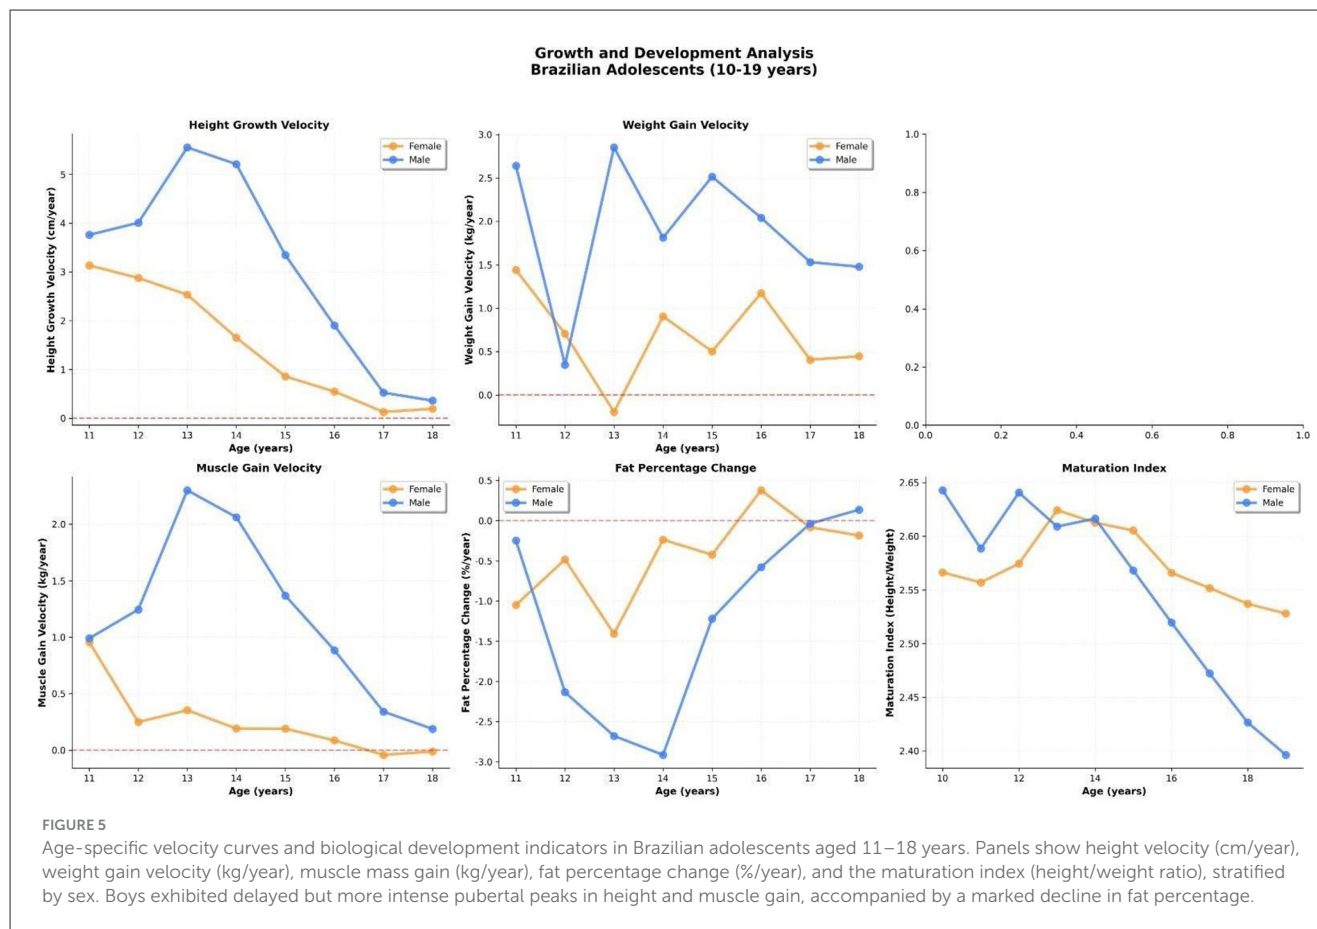 Growth and Development Analysis
Brazilian Adolescents (10-19 years)
Height Growth Velocity
Female
Male
Height Growth Velocity (cm/year)
5
4
3
2
1
0
11 12 13 14 15 16 17 18
Age (years)
Weight Gain Velocity
Female
Male
Weight Gain Velocity (kg/year)
3.0
2.5
2.0
1.5
1.0
0.5
0.0
11 12 13 14 15 16 17 18
Age (years)
1.0
0.8
0.6
0.4
0.2
0.0
0.0 0.2 0.4 0.6 0.8 1.0
Muscle Gain Velocity
Female
Male
Muscle Gain Velocity (kg/year)
2.0
1.5
1.0
0.5
0.0
11 12 13 14 15 16 17 18
Age (years)
Fat Percentage Change
Female
Male
Fat Percentage Change (%/year)
0.5
0.0
-0.5
-1.0
-1.5
-2.0
-2.5
-3.0
11 12 13 14 15 16 17 18
Age (years)
Maturation Index
Female
Male
Maturation Index (Height/Weight)
2.65
2.60
2.55
2.50
2.45
2.40
10 12 14 16 18
Age (years)
FIGURE 5
Age-specific velocity curves and biological development indicators in Brazilian adolescents aged 11–18 years. Panels show height velocity (cm/year),
weight gain velocity (kg/year), muscle mass gain (kg/year), fat percentage change (%/year), and the maturation index (height/weight ratio), stratified
by sex. Boys exhibited delayed but more intense pubertal peaks in height and muscle gain, accompanied by a marked decline in fat percentage.